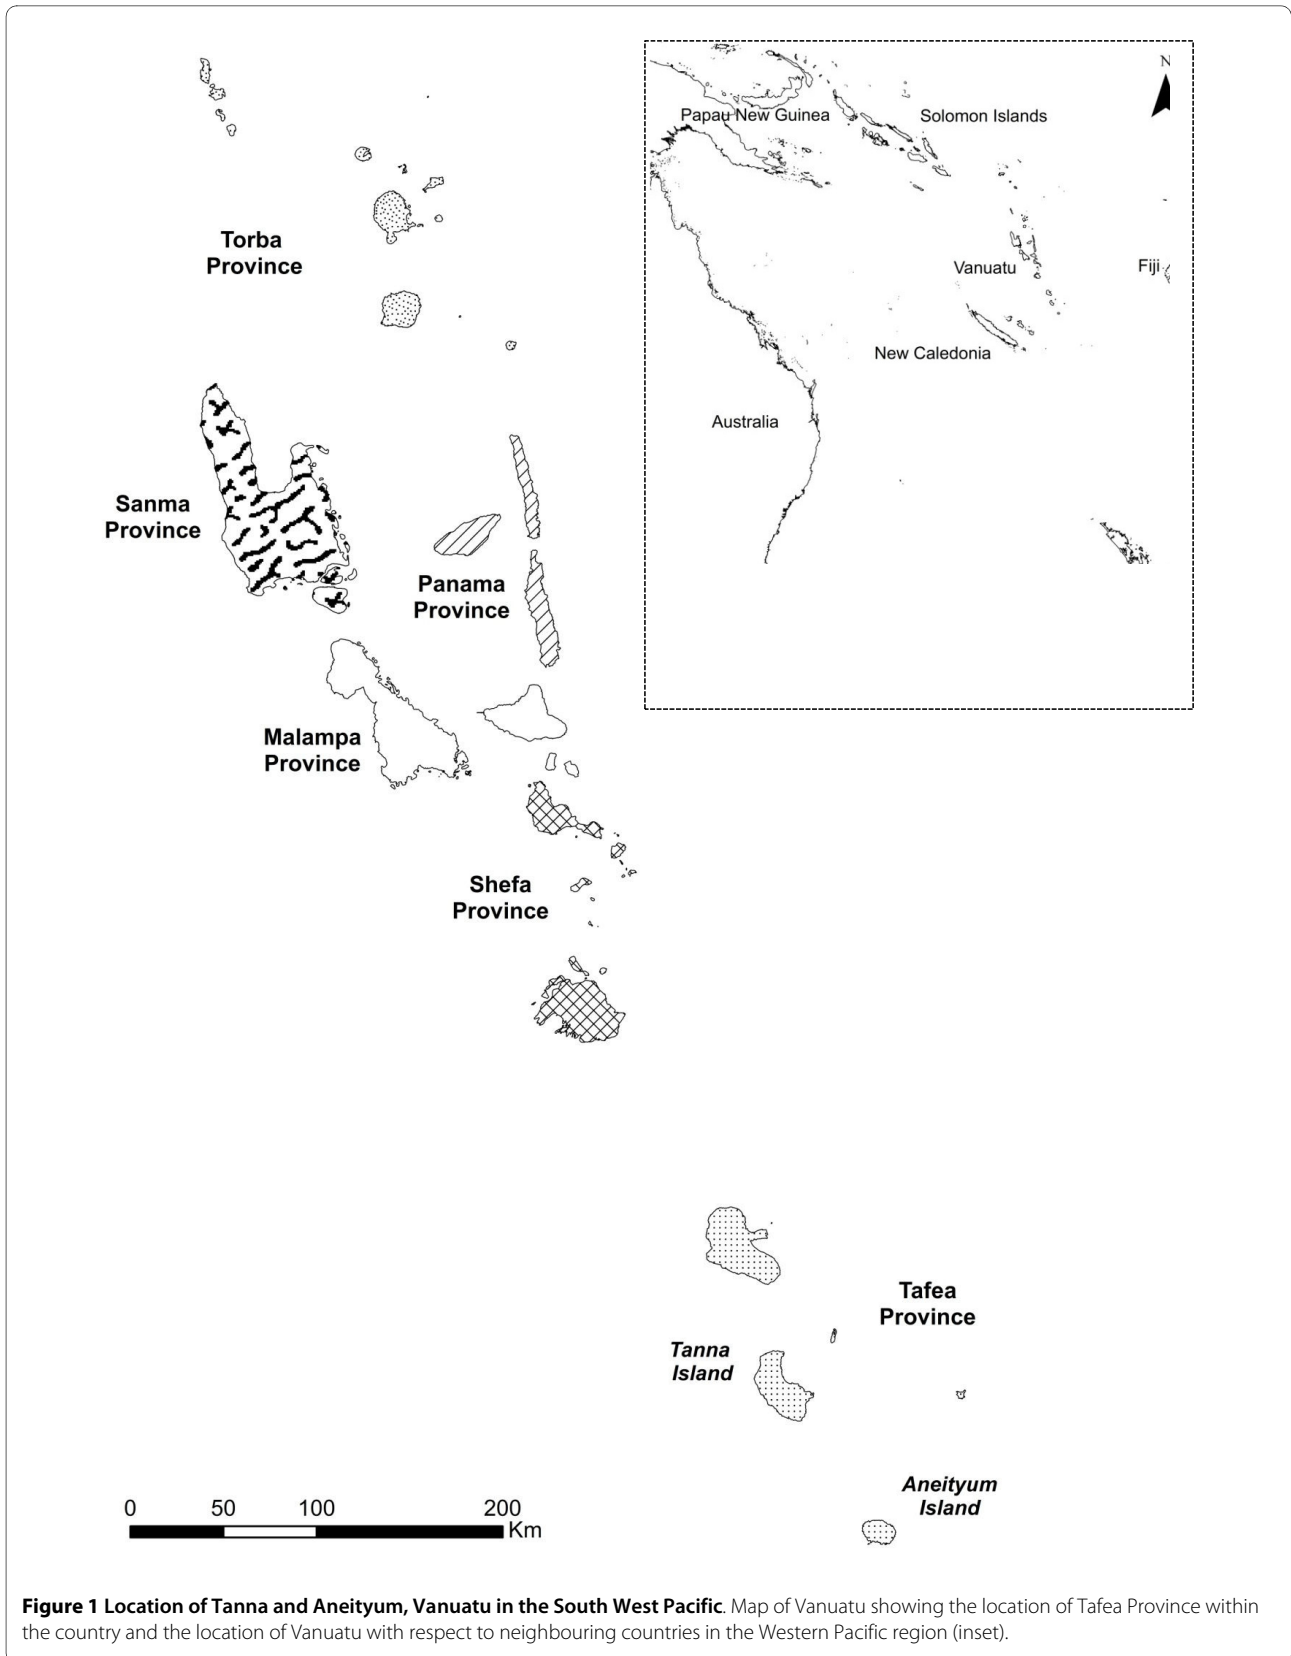 N
Papau New Guinea
Solomon Islands
Vanuatu
Fiji
New Caledonia
Australia
Torba
Province
Sanma
Province
Panama
Province
Malampa
Province
Shefa
Province
Tafea
Province
Tanna
Island
Aneityum
Island
0 50 100 200
Km
Figure 1 Location of Tanna and Aneityum, Vanuatu in the South West Pacific. Map of Vanuatu showing the location of Tafea Province within
the country and the location of Vanuatu with respect to neighbouring countries in the Western Pacific region (inset).